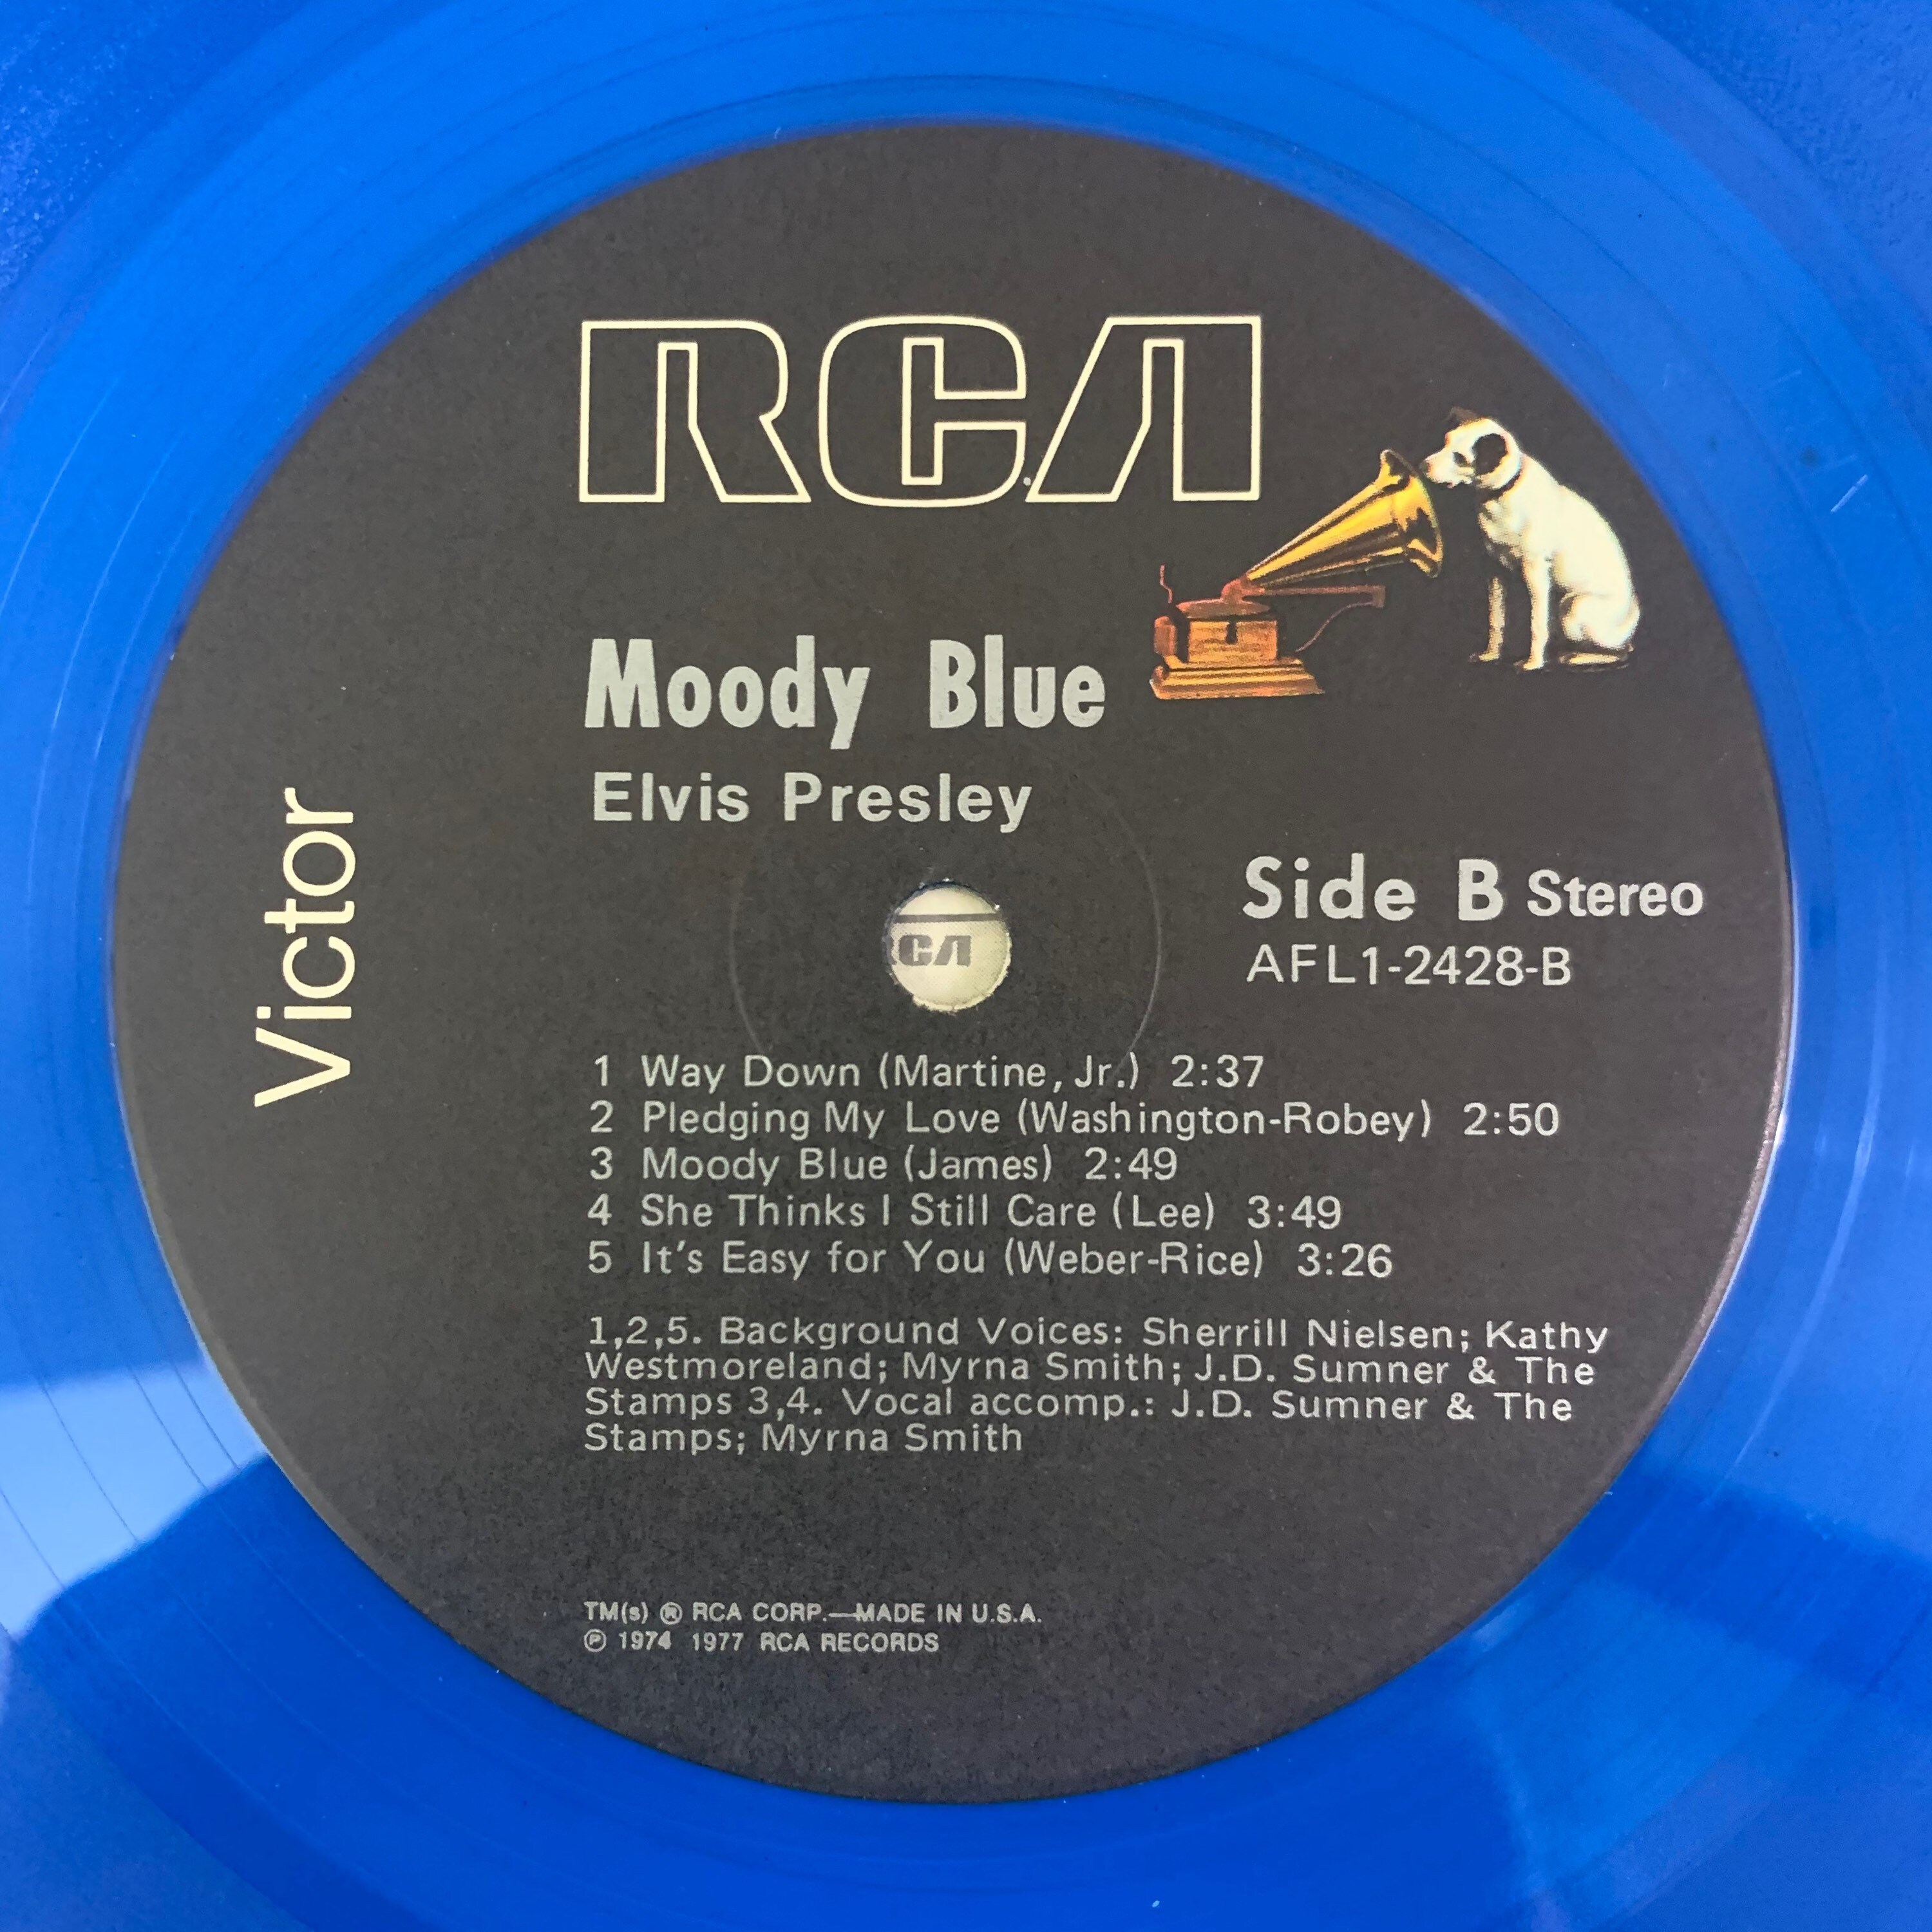 RCA
Moody Blue
Elvis Presley
Victor
Side B Stereo
AFL1-2428-B
RCA
1 Way Down (Martine, Jr.) 2:37
2 Pledging My Love (Washington-Robey) 2:50
3 Moody Blue (James) 2:49
4 She Thinks I Still Care (Lee) 3:49
5 It's Easy for You (Weber-Rice) 3:26
1,2,5. Background Voices: Sherrill Nielsen; Kathy
Westmoreland; Myrna Smith; J.D. Sumner & The
Stamps 3,4. Vocal accomp.: J.D. Sumner & The
Stamps; Myrna Smith
TM(s) ® RCA CORP.—MADE IN U.S.A.
℗ 1974 1977 RCA RECORDS